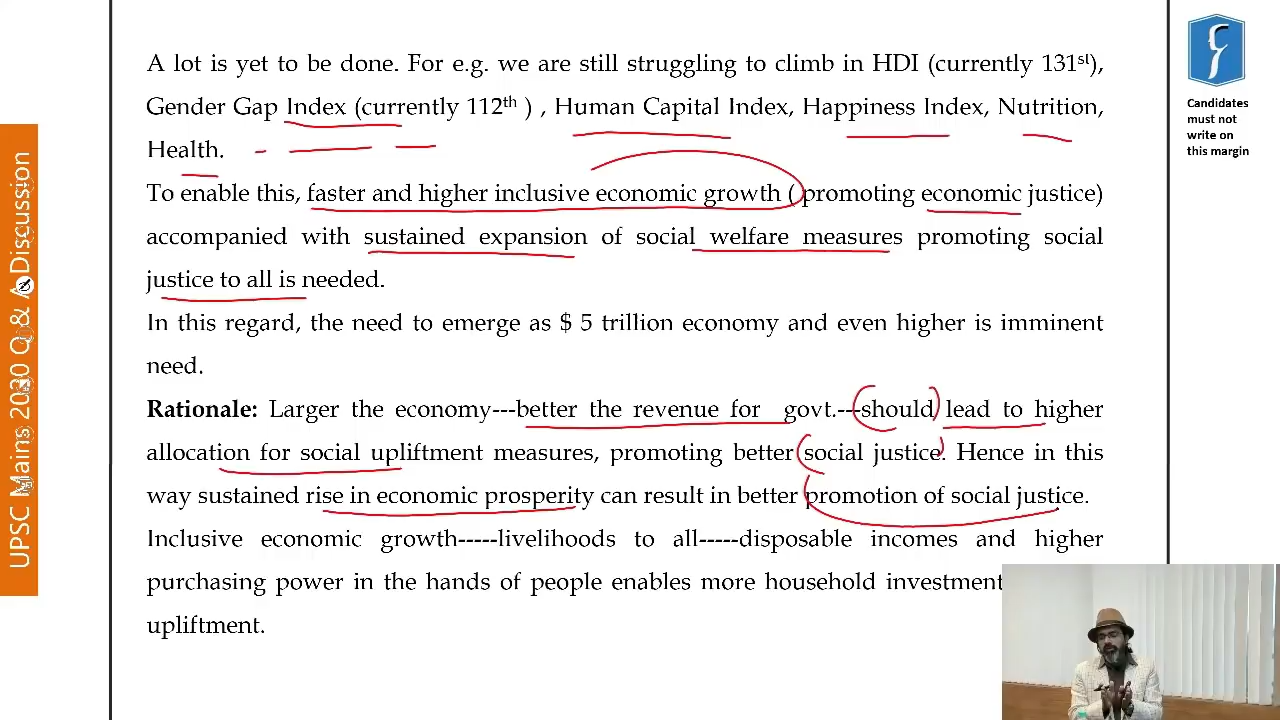 A lot is yet to be done. For e.g. we are still struggling to climb in HDI (currently 131st),
Gender Gap Index (currently 112th ) , Human Capital Index, Happiness Index, Nutrition,
Health.
To enable this, faster and higher inclusive economic growth ( promoting economic justice)
accompanied with sustained expansion of social welfare measures promoting social
justice to all is needed.
In this regard, the need to emerge as $ 5 trillion economy and even higher is imminent
need.
Rationale: Larger the economy---better the revenue for govt.---should lead to higher
allocation for social upliftment measures, promoting better social justice. Hence in this
way sustained rise in economic prosperity can result in better promotion of social justice.
Inclusive economic growth-----livelihoods to all-----disposable incomes and higher
purchasing power in the hands of people enables more household investment
upliftment.
Candidates
must not
write on
this margin
UPSC Mains 2020 Q & A Discussion